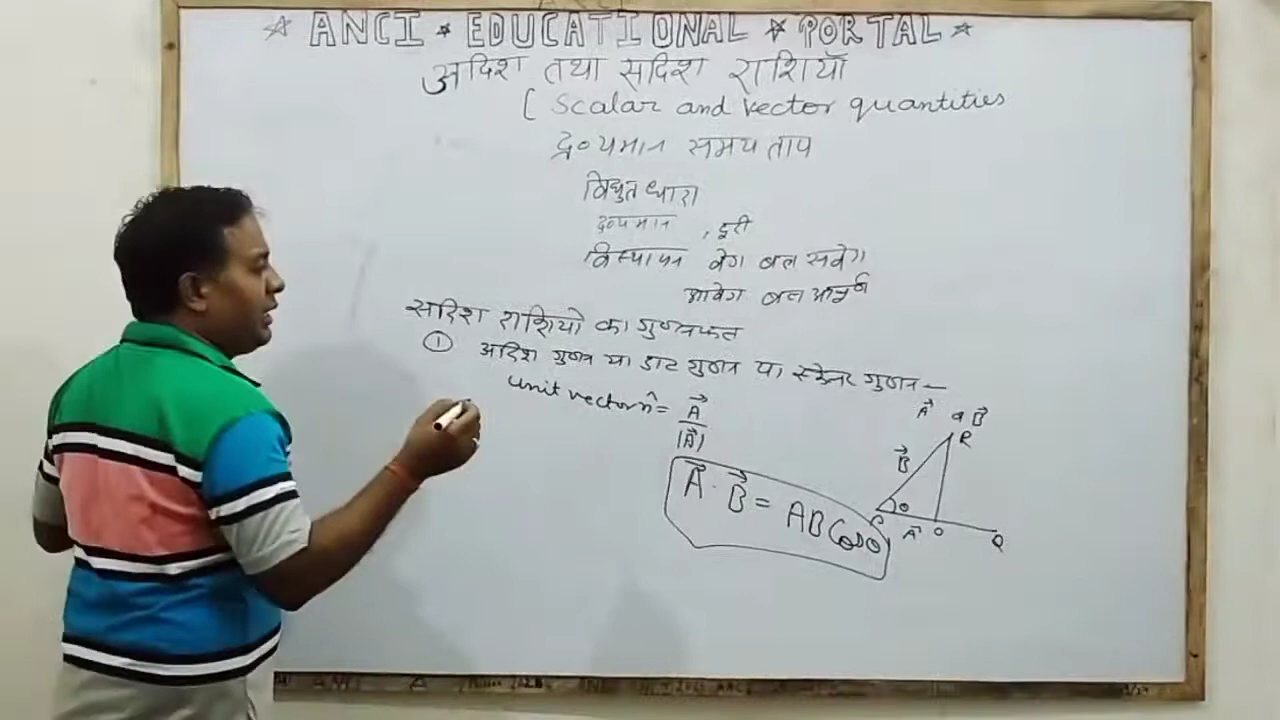 ☆ ANCI ★ EDUCATIONAL ★ PORTAL ★
अदिश तथा सदिश राशियाँ
( Scalar and vector quantities
द्रव्यमान समय ताप
विधुत धारा
द्रव्यमान , दूरी
विस्थापन वेग बल संवेग
आवेग बल आघूर्ण
सदिश राशियो का गुणनफल
① अदिश गुणन या डाट गुणन या स्केलर गुणन –
unit vector n̂ = A⃗
|A⃗|
A⃗ B⃗
R
B⃗
θ
A⃗ · B⃗ = AB Cosθ
P A⃗ O Q